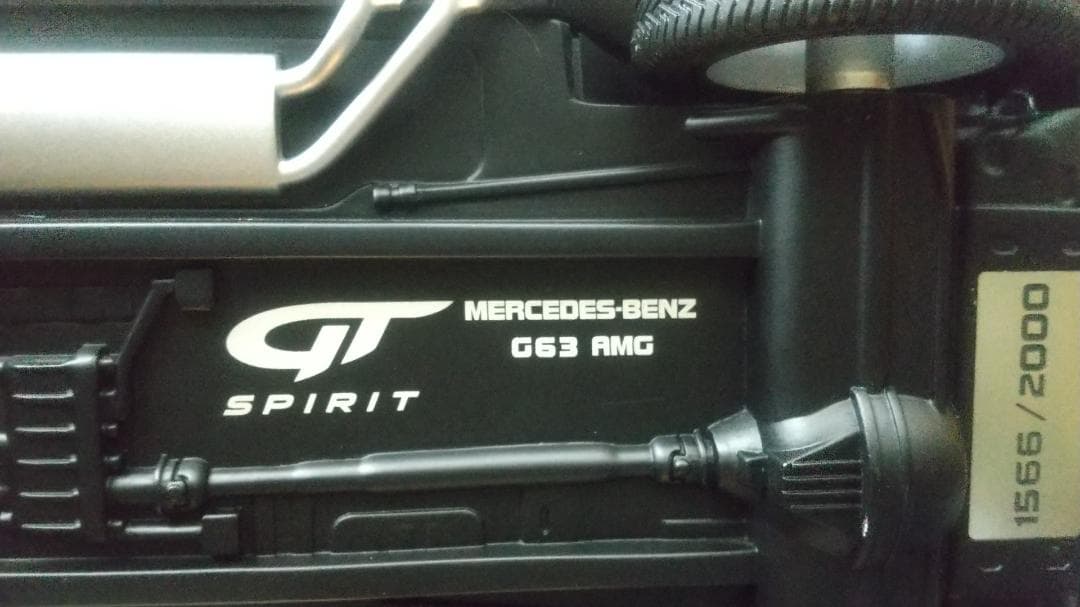 GT
SPIRIT
MERCEDES-BENZ
G63 AMG
1566/2000